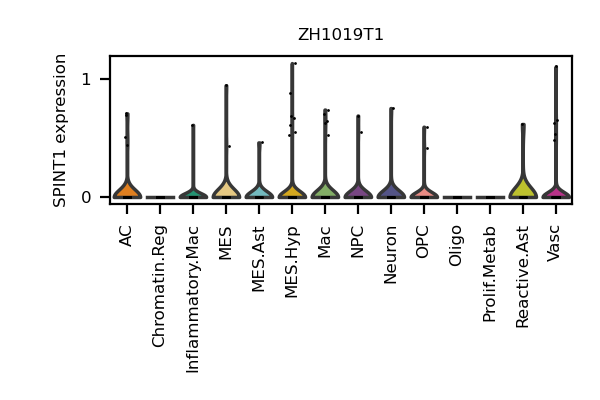 ZH1019T1
SPINT1 expression
1
0
AC
Chromatin.Reg
Inflammatory.Mac
MES
MES.Ast
MES.Hyp
Mac
NPC
Neuron
OPC
Oligo
Prolif.Metab
Reactive.Ast
Vasc